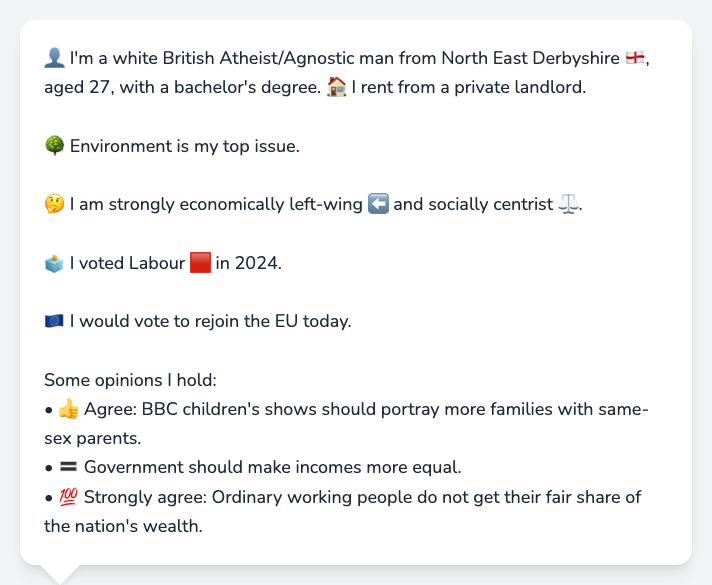 👤 I'm a white British Atheist/Agnostic man from North East Derbyshire 🏴󠁧󠁢󠁥󠁮󠁧󠁿,
aged 27, with a bachelor's degree. 🏠 I rent from a private landlord.
🌳 Environment is my top issue.
🤔 I am strongly economically left-wing ⬅️ and socially centrist ⚖️.
🗳️ I voted Labour 🟥 in 2024.
🇪🇺 I would vote to rejoin the EU today.
Some opinions I hold:
• 👍 Agree: BBC children's shows should portray more families with same-
sex parents.
• 🟰 Government should make incomes more equal.
• 💯 Strongly agree: Ordinary working people do not get their fair share of
the nation's wealth.